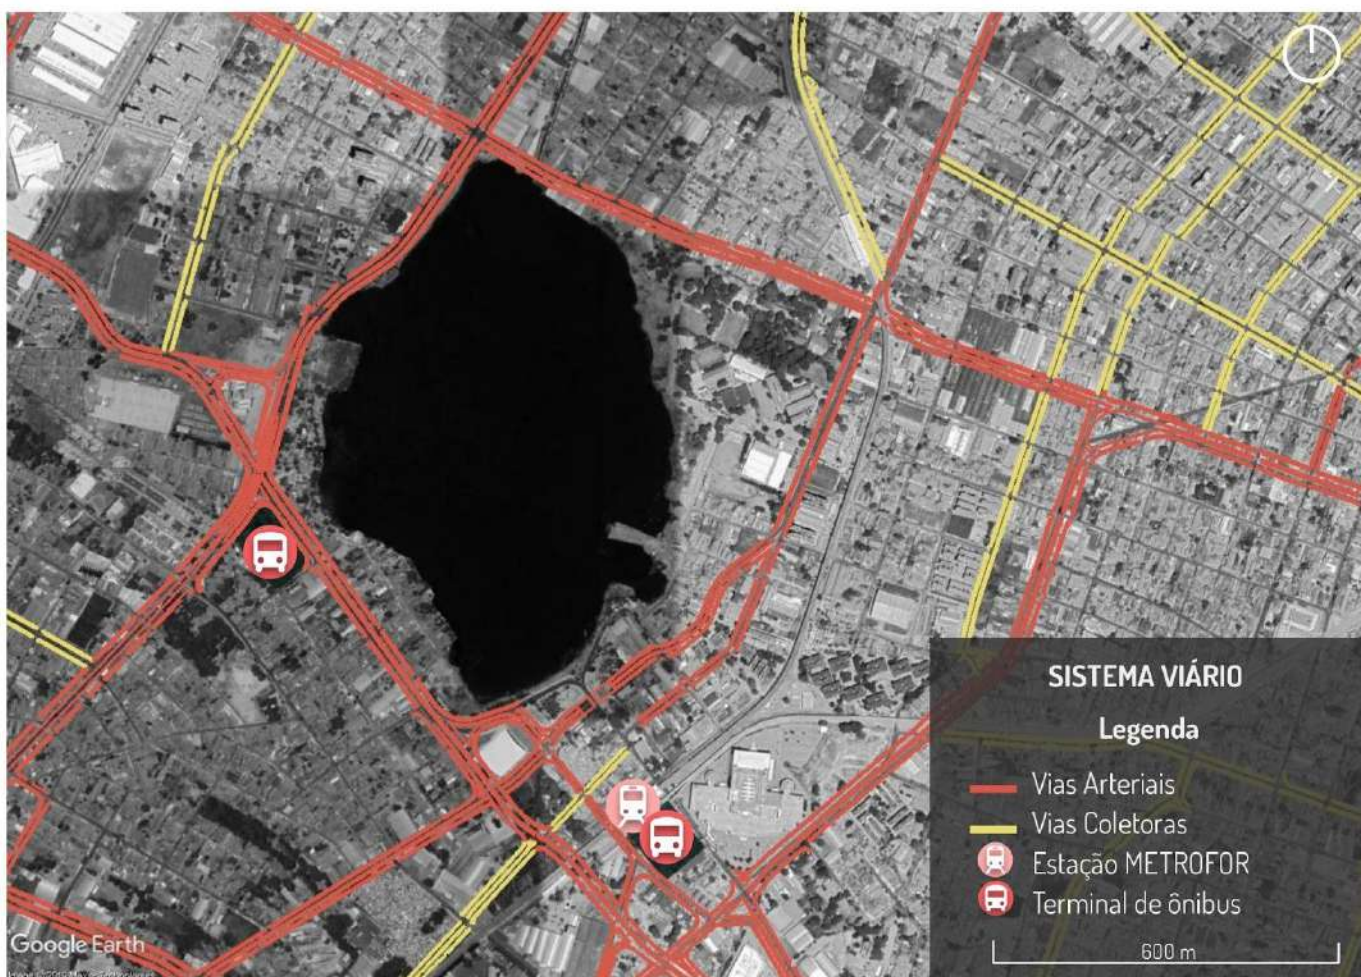 SISTEMA VIÁRIO
Legenda
Vias Arteriais
Vias Coletoras
Estação METROFOR
Terminal de ônibus
600 m
Google Earth